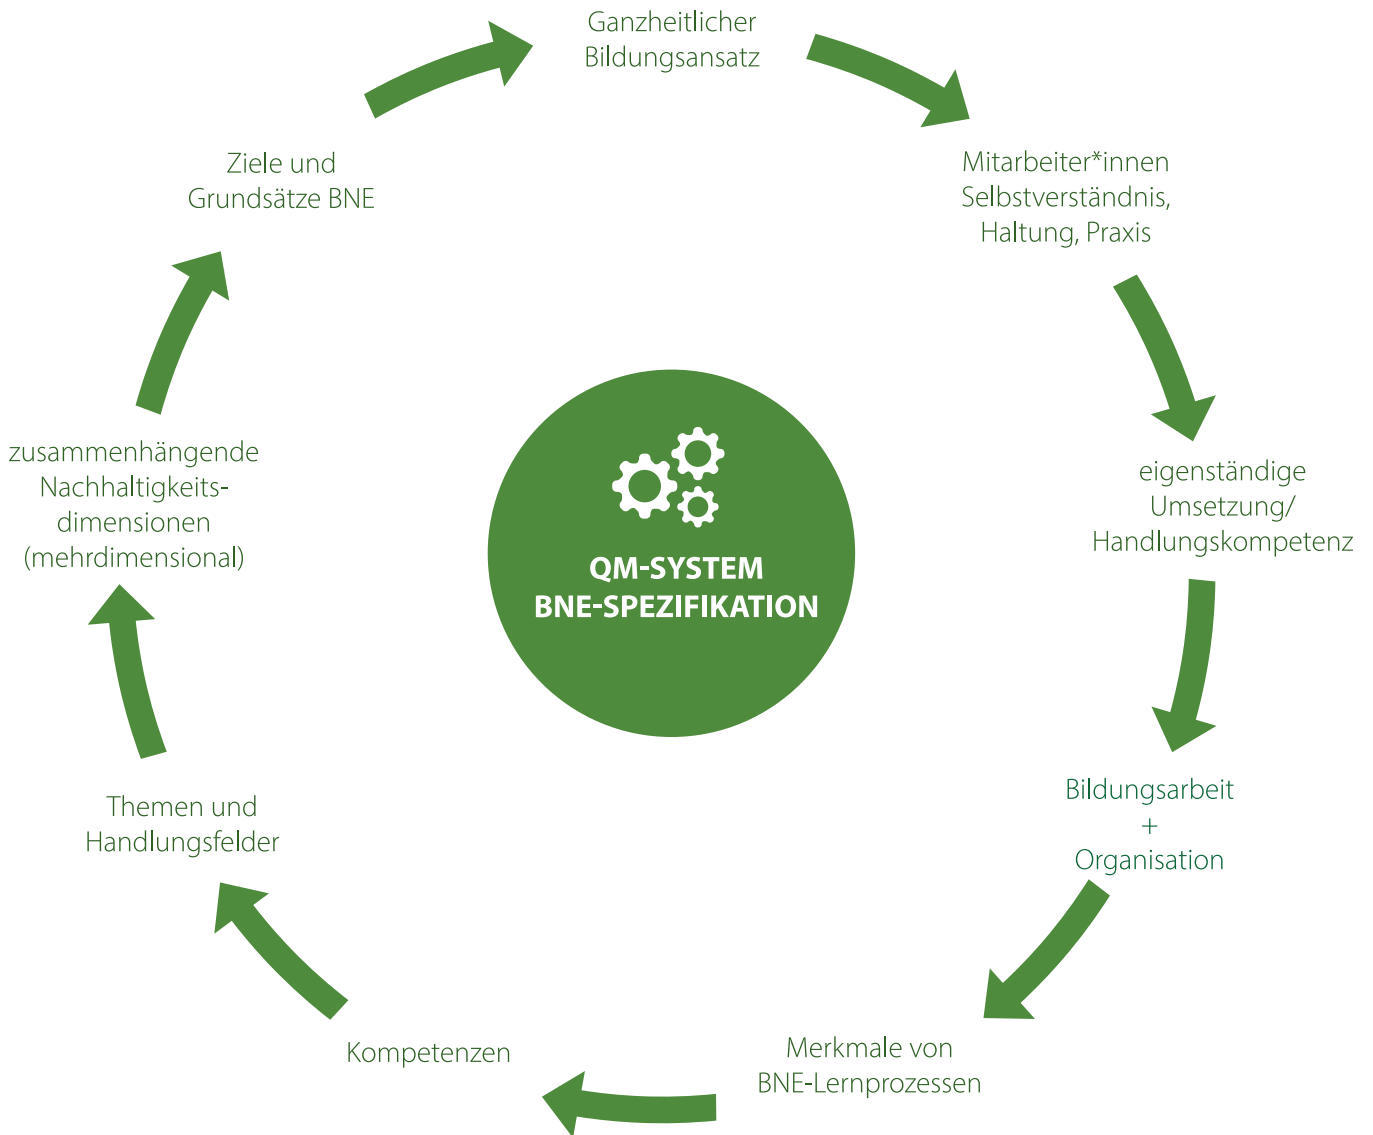 Ganzheitlicher
Bildungsansatz
Mitarbeiter*innen
Selbstverständnis,
Haltung, Praxis
eigenständige
Umsetzung/
Handlungskompetenz
Bildungsarbeit
+
Organisation
Merkmale von
BNE-Lernprozessen
Kompetenzen
Themen und
Handlungsfelder
zusammenhängende
Nachhaltigkeits-
dimensionen
(mehrdimensional)
Ziele und
Grundsätze BNE
QM-SYSTEM
BNE-SPEZIFIKATION